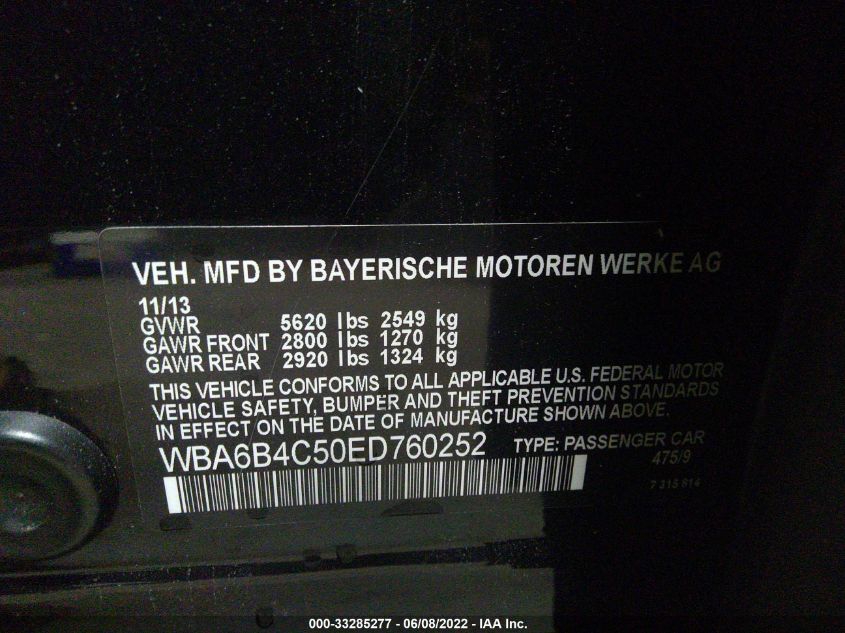 VEH. MFD BY BAYERISCHE MOTOREN WERKE AG
11/13
GVWR 5620 lbs 2549 kg
GAWR FRONT 2800 lbs 1270 kg
GAWR REAR 2920 lbs 1324 kg
THIS VEHICLE CONFORMS TO ALL APPLICABLE U.S. FEDERAL MOTOR
VEHICLE SAFETY, BUMPER AND THEFT PREVENTION STANDARDS
IN EFFECT ON THE DATE OF MANUFACTURE SHOWN ABOVE.
WBA6B4C50ED760252 TYPE: PASSENGER CAR
475/9
7 315 814
000-33285277 - 06/08/2022 - IAA Inc.